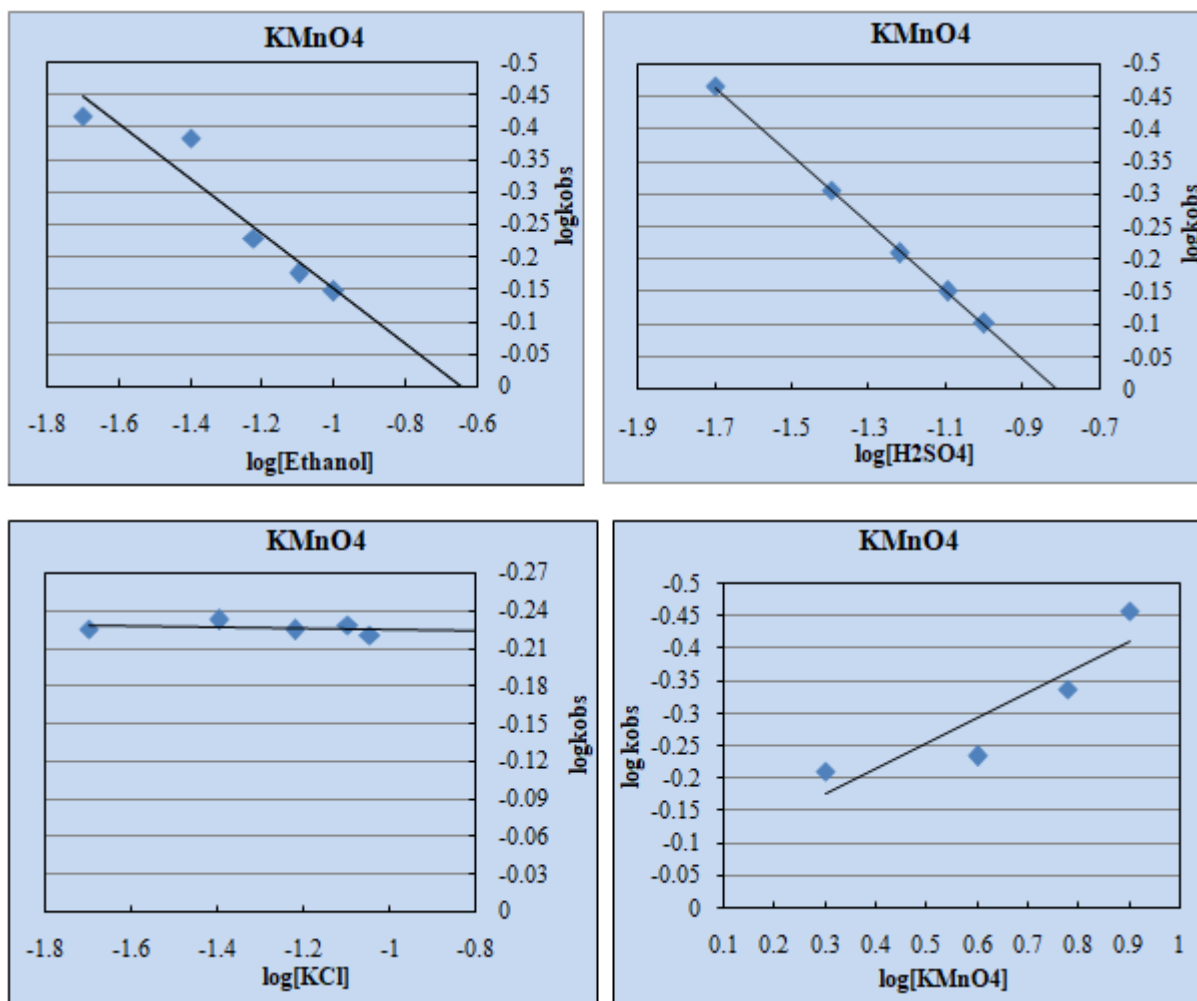 KMnO4
-0.5
-0.45
-0.4
-0.35
-0.3
-0.25
-0.2
-0.15
-0.1
-0.05
0
logkobs
-1.8 -1.6 -1.4 -1.2 -1 -0.8 -0.6
log[Ethanol]
KMnO4
-0.5
-0.45
-0.4
-0.35
-0.3
-0.25
-0.2
-0.15
-0.1
-0.05
0
logkobs
-1.9 -1.7 -1.5 -1.3 -1.1 -0.9 -0.7
log[H2SO4]
KMnO4
-0.27
-0.24
-0.21
-0.18
-0.15
-0.12
-0.09
-0.06
-0.03
0
logkobs
-1.8 -1.6 -1.4 -1.2 -1 -0.8
log[KCl]
KMnO4
-0.5
-0.45
-0.4
-0.35
-0.3
-0.25
-0.2
-0.15
-0.1
-0.05
0
log kobs
0.1 0.2 0.3 0.4 0.5 0.6 0.7 0.8 0.9 1
log[KMnO4]